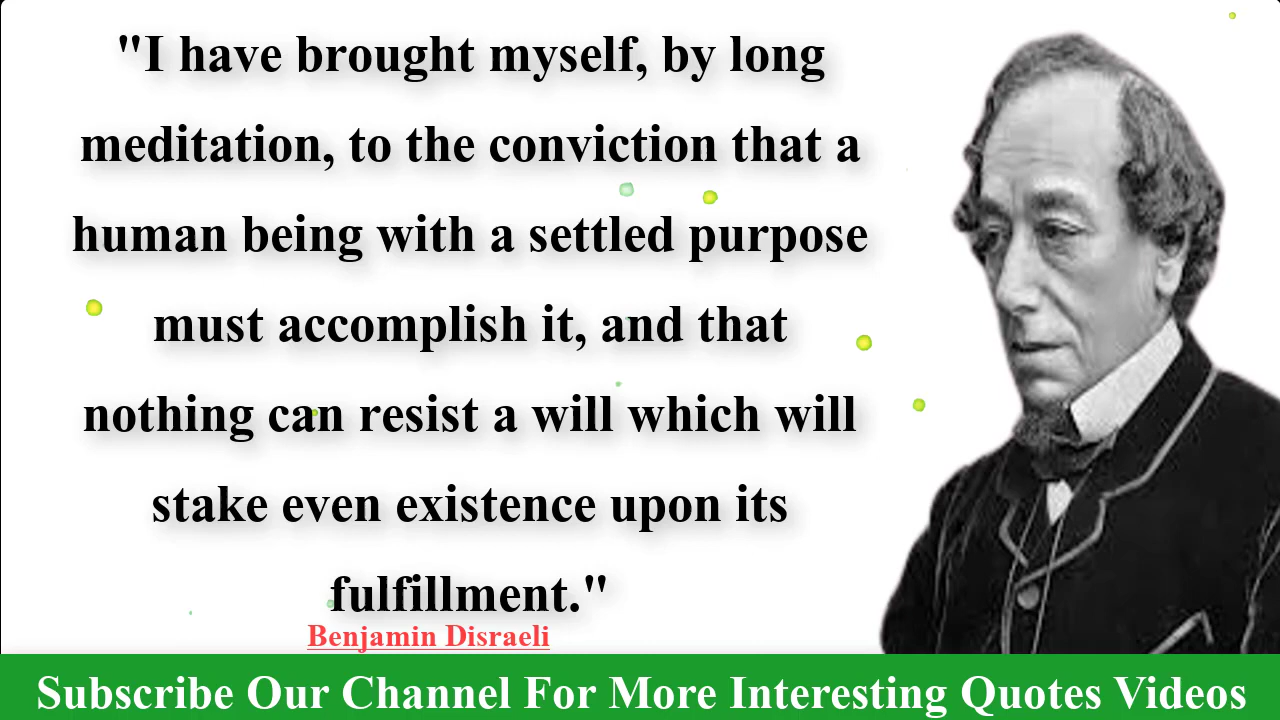 "I have brought myself, by long
meditation, to the conviction that a
human being with a settled purpose
must accomplish it, and that
nothing can resist a will which will
stake even existence upon its
fulfillment."
Benjamin Disraeli
Subscribe Our Channel For More Interesting Quotes Videos